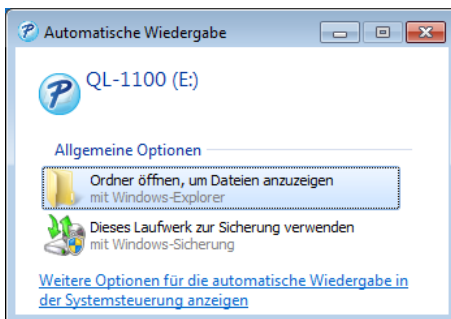 Automatische Wiedergabe
QL-1100 (E:)
Allgemeine Optionen
Ordner öffnen, um Dateien anzuzeigen
mit Windows-Explorer
Dieses Laufwerk zur Sicherung verwenden
mit Windows-Sicherung
Weitere Optionen für die automatische Wiedergabe in
der Systemsteuerung anzeigen